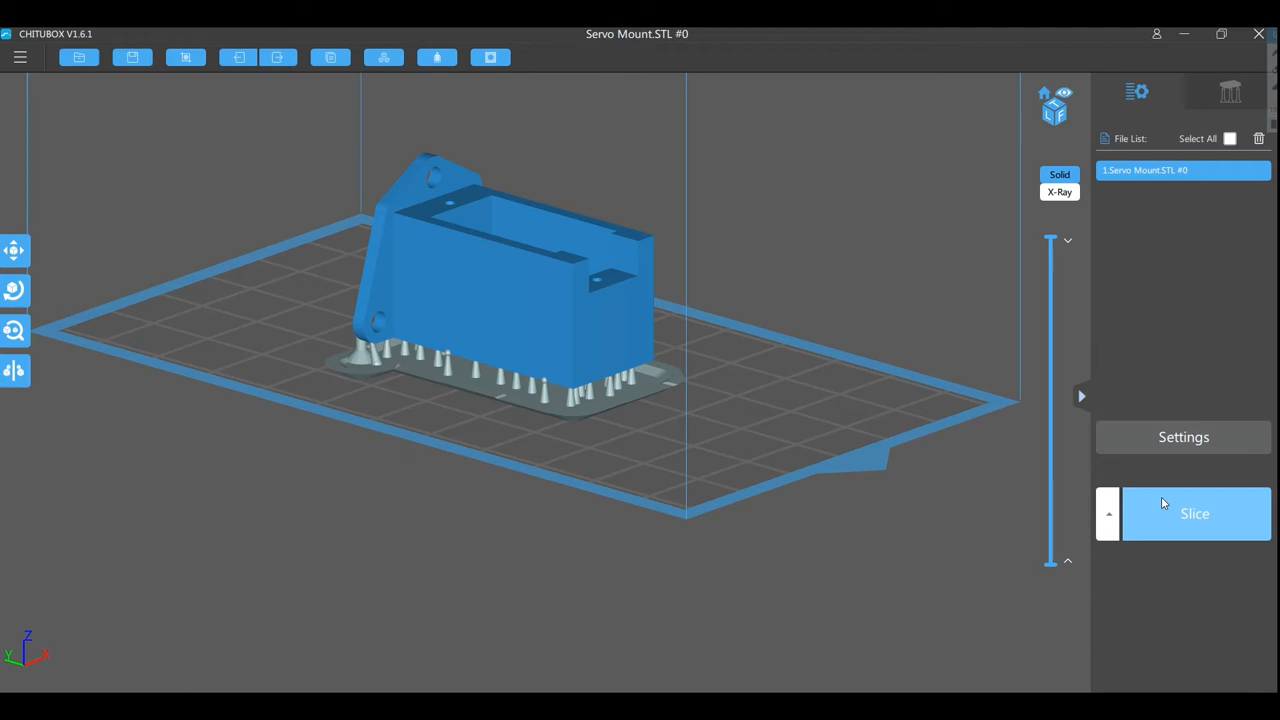 CHITUBOX V1.6.1
Servo Mount.STL #0
File List:
Select All
1.Servo Mount.STL #0
Solid
X-Ray
Settings
Slice
T
L
F
Z
Y
X